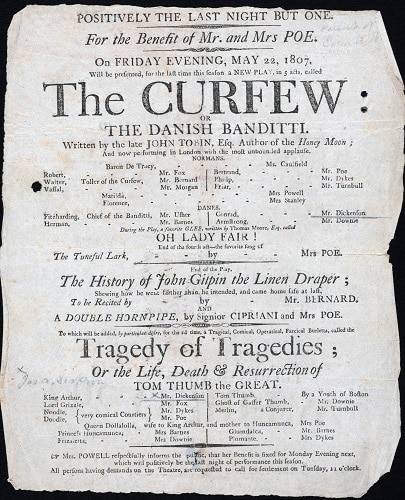 POSITIVELY THE LAST NIGHT BUT ONE.
For the Benefit of Mr. and Mrs POE.
On FRIDAY EVENING, MAY 22, 1807,
Will be presented, for the last time this season a NEW PLAY, in 5 acts, called
The CURFEW:
OR
THE DANISH BANDITTI.
Written by the late JOHN TOBIN, Esq. Author of the Honey Moon;
And now performing in London with the most unbounded applause.
NORMANS.
Baron De Tracy, Mr. Caulfield
Robert, Mr. Fox Bertrand, Mr. Poe
Walter, Toller of the Curfew, Mr. Bernard Philip, Mr. Dykes
Vassal, Mr. Morgan Friar, Mr. Turnbull
Matilda, Mrs Powell
Florence, Mrs Stanley
DANES.
Fitzharding, Chief of the Banditti, Mr. Usher Conrad, Mr. Dickenson
Herman, Mr. Barnes Armstrong, Mr. Downie
During the Play, a favorite GLEE, written by Thomas Moore, Esq. called
OH LADY FAIR!
End of the fourth act—the favorite song of
The Tuneful Lark, by Mrs POE.
End of the Play.
The History of John Gilpin the Linen Draper;
Shewing how he went further than he intended, and came home safe at last,
To be Recited by Mr. BERNARD.
AND
A DOUBLE HORNPIPE, by Signior CIPRIANI and Mrs POE.
To which will be added, by particular desire, for the 2d time, a Tragical, Comical, Operatical, Farcical Burletta, called the
Tragedy of Tragedies;
Or the Life, Death & Resurrection of
TOM THUMB the GREAT.
King Arthur, Mr. Dickenson Tom Thumb, By a Youth of Boston
Lord Grizzle, Mr. Fox Ghost of Gaffer Thumb, Mr. Downie
Noodle, very comical Courtiers Mr. Dykes Merlin, a Conjurer, Mr. Turnbull
Doodle, Mr. Poe
Queen Dollalolla, wife to King Arthur, and mother to Huncamunca, Mrs Poe
Princess Huncamunca, Mrs Barnes Glumdalca, Mr. Barnes
Frizaletta, Mrs Downie Plumante, Mrs Dykes
Mrs. POWELL respectfully informs the public, that her Benefit is fixed for Monday Evening next,
which will positively be the last night of performance this season.
All persons having demands on the Theatre, are requested to call for settlement on Tuesday, 11 o'clock.